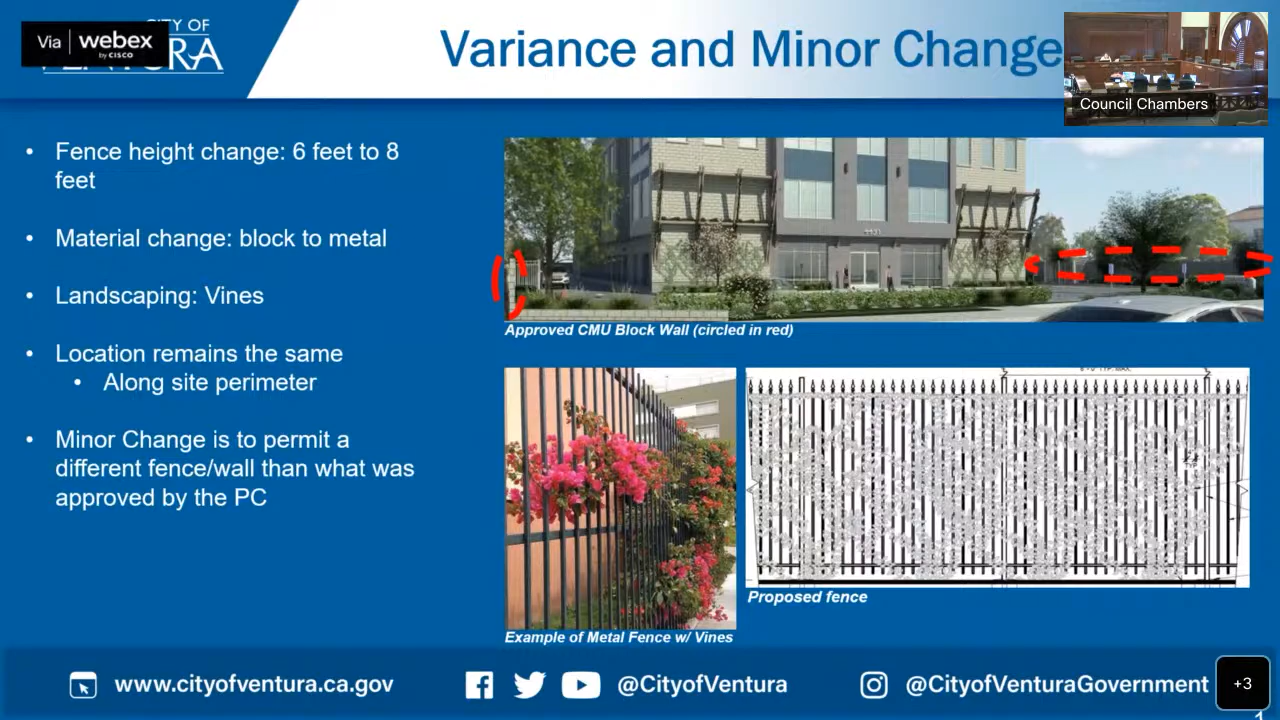 Via webex
by CISCO
CITY OF
VENTURA
Variance and Minor Change
Council Chambers
• Fence height change: 6 feet to 8
feet
• Material change: block to metal
• Landscaping: Vines
• Location remains the same
• Along site perimeter
• Minor Change is to permit a
different fence/wall than what was
approved by the PC
Approved CMU Block Wall (circled in red)
Example of Metal Fence w/ Vines
Proposed fence
www.cityofventura.ca.gov
@CityofVentura
@CityofVenturaGovernment
+3